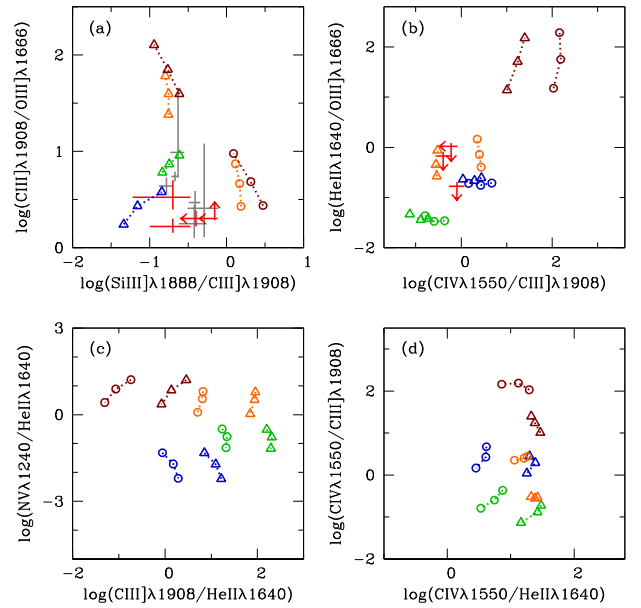 (a)
(b)
2
1
0
log(CIII]λ1908/OIII]λ1666)
−2
−1
0
1
log(SiIII]λ1888/CIII]λ1908)
2
0
−2
log(HeIIλ1640/OIII]λ1666)
0
2
log(CIVλ1550/CIII]λ1908)
(c)
(d)
3
0
−3
log(NVλ1240/HeIIλ1640)
−2
0
2
log(CIII]λ1908/HeIIλ1640)
2
0
−2
log(CIVλ1550/CIII]λ1908)
0
2
log(CIVλ1550/HeIIλ1640)